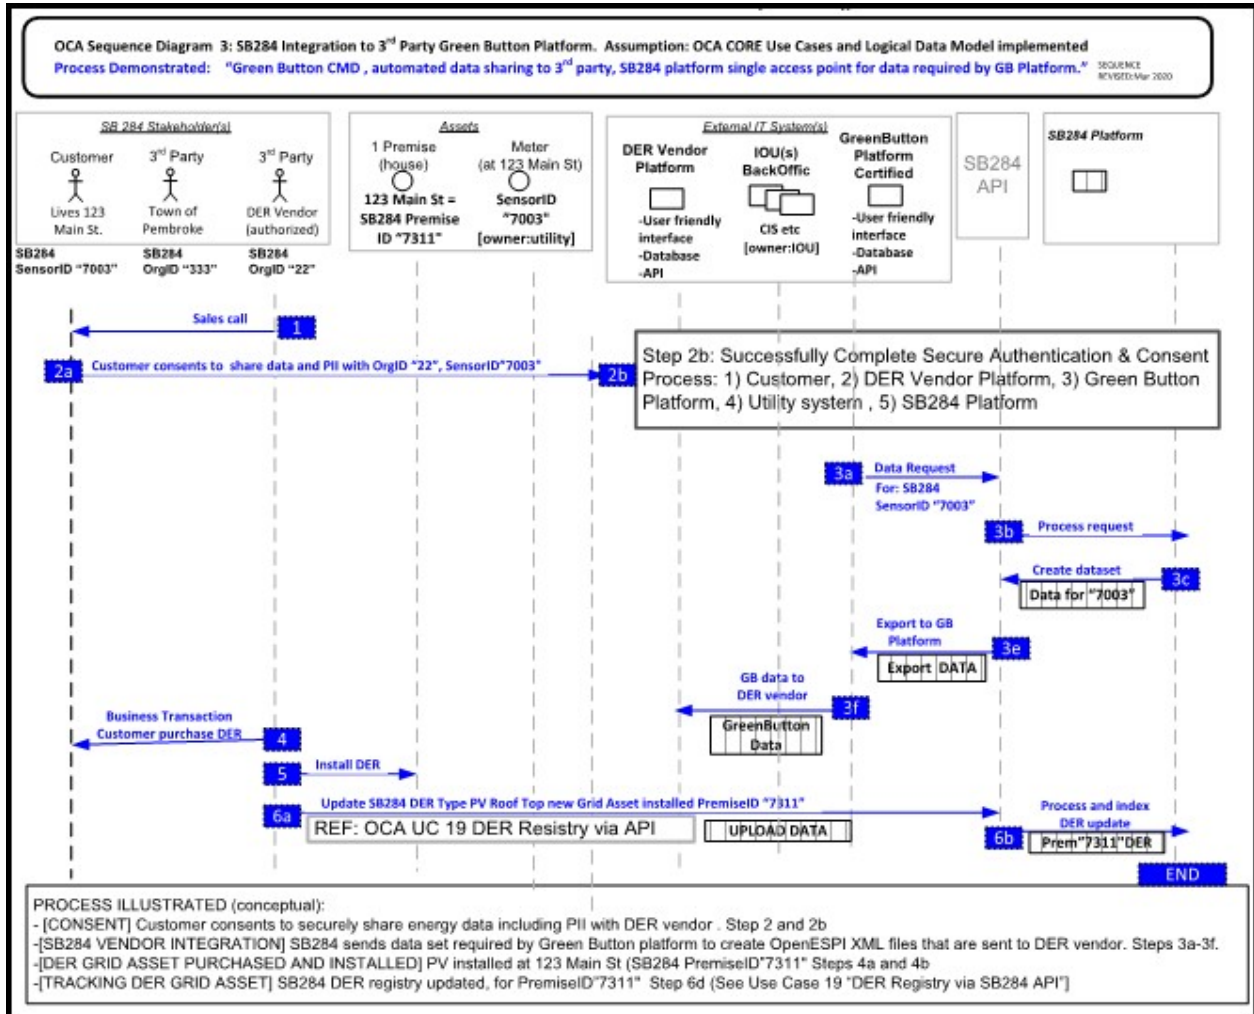 OCA Sequence Diagram 3: SB284 Integration to 3rd Party Green Button Platform. Assumption: OCA CORE Use Cases and Logical Data Model implemented
Process Demonstrated: "Green Button CMD , automated data sharing to 3rd party, SB284 platform single access point for data required by GB Platform."
SEQUENCE
REVISED:Mar 2020
SB 284 Stakeholder(s)
Customer
Lives 123
Main St.
SB284
SensorID "7003"
3rd Party
Town of
Pembroke
SB284
OrgID "333"
3rd Party
DER Vendor
(authorized)
SB284
OrgID "22"
Assets
1 Premise
(house)
123 Main St =
SB284 Premise
ID "7311"
Meter
(at 123 Main St)
SensorID
"7003"
[owner:utility]
External IT System(s)
DER Vendor
Platform
-User friendly
interface
-Database
-API
IOU(s)
BackOffic
CIS etc
[owner:IOU]
GreenButton
Platform
Certified
-User friendly
interface
-Database
-API
SB284
API
SB284 Platform
Sales call
1
2a
Customer consents to share data and PII with OrgID "22", SensorID"7003"
2b
Step 2b: Successfully Complete Secure Authentication & Consent
Process: 1) Customer, 2) DER Vendor Platform, 3) Green Button
Platform, 4) Utility system , 5) SB284 Platform
3a
Data Request
For: SB284
SensorID "7003"
3b
Process request
Create dataset
3c
Data for "7003"
Export to GB
Platform
3e
Export DATA
GB data to
DER vendor
3f
GreenButton
Data
Business Transaction
Customer purchase DER
4
5
Install DER
6a
Update SB284 DER Type PV Roof Top new Grid Asset installed PremiseID "7311"
REF: OCA UC 19 DER Resistry via API
UPLOAD DATA
6b
Process and index
DER update
Prem"7311"DER
END
PROCESS ILLUSTRATED (conceptual):
- [CONSENT] Customer consents to securely share energy data including PII with DER vendor . Step 2 and 2b
-[SB284 VENDOR INTEGRATION] SB284 sends data set required by Green Button platform to create OpenESPI XML files that are sent to DER vendor. Steps 3a-3f.
-[DER GRID ASSET PURCHASED AND INSTALLED] PV installed at 123 Main St (SB284 PremiseID"7311" Steps 4a and 4b
-[TRACKING DER GRID ASSET] SB284 DER registry updated, for PremiseID"7311" Step 6d (See Use Case 19 "DER Registry via SB284 API"]